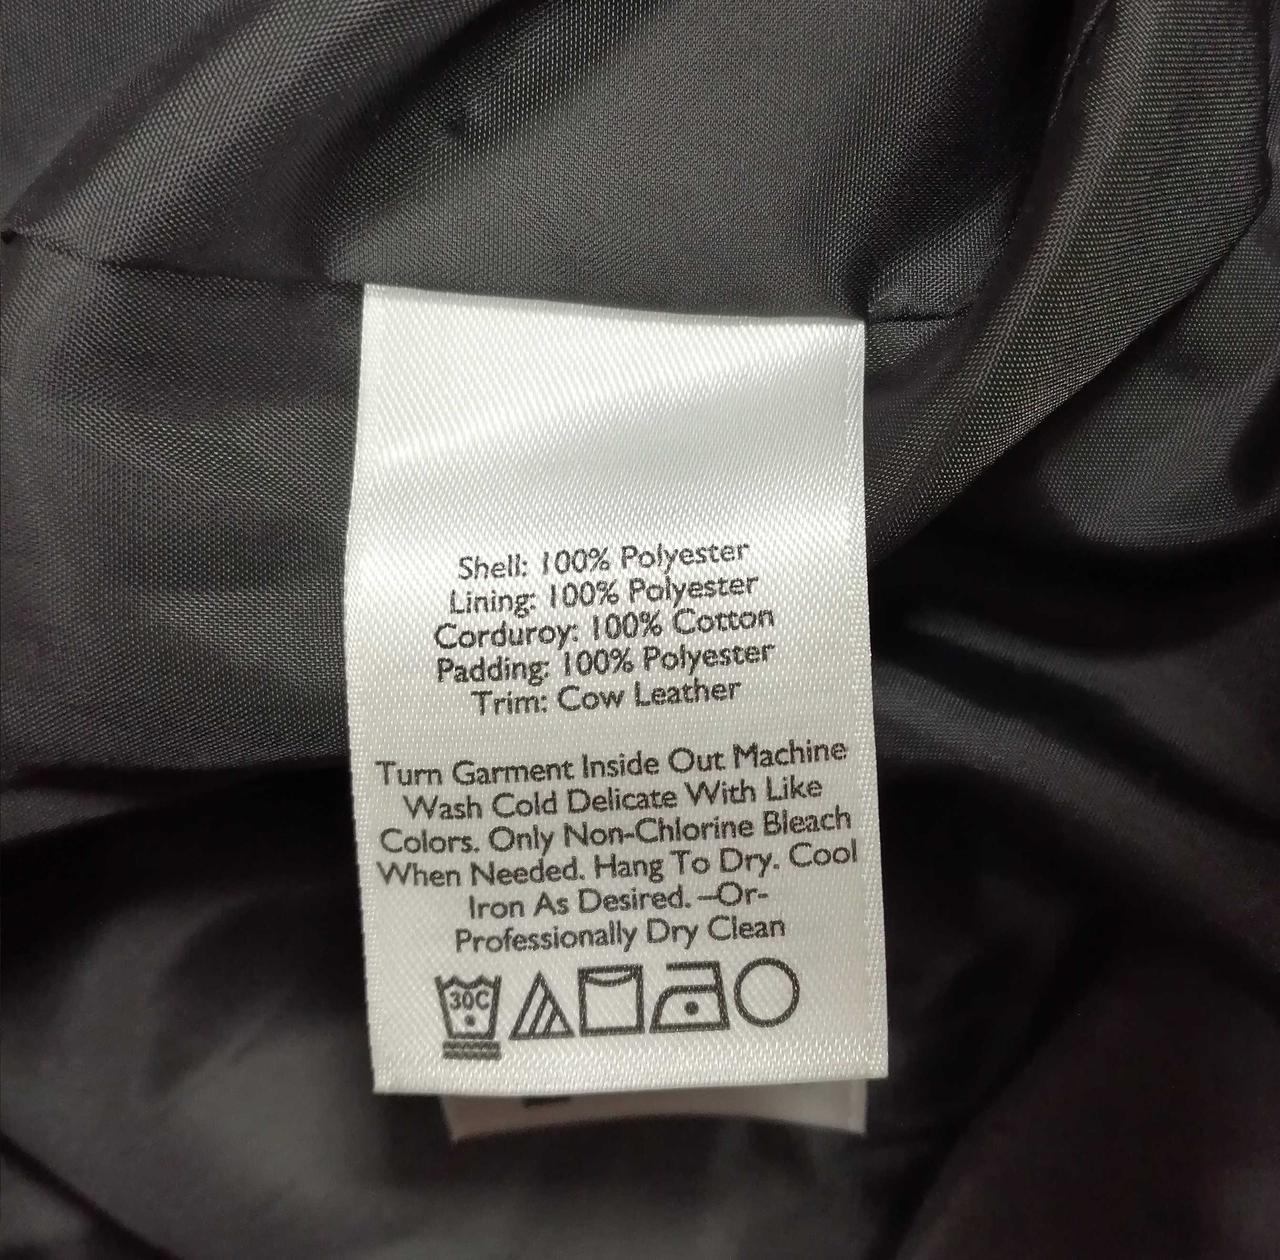 Shell: 100% Polyester
Lining: 100% Polyester
Corduroy: 100% Cotton
Padding: 100% Polyester
Trim: Cow Leather
Turn Garment Inside Out Machine
Wash Cold Delicate With Like
Colors. Only Non-Chlorine Bleach
When Needed. Hang To Dry. Cool
Iron As Desired. –Or-
Professionally Dry Clean
30C